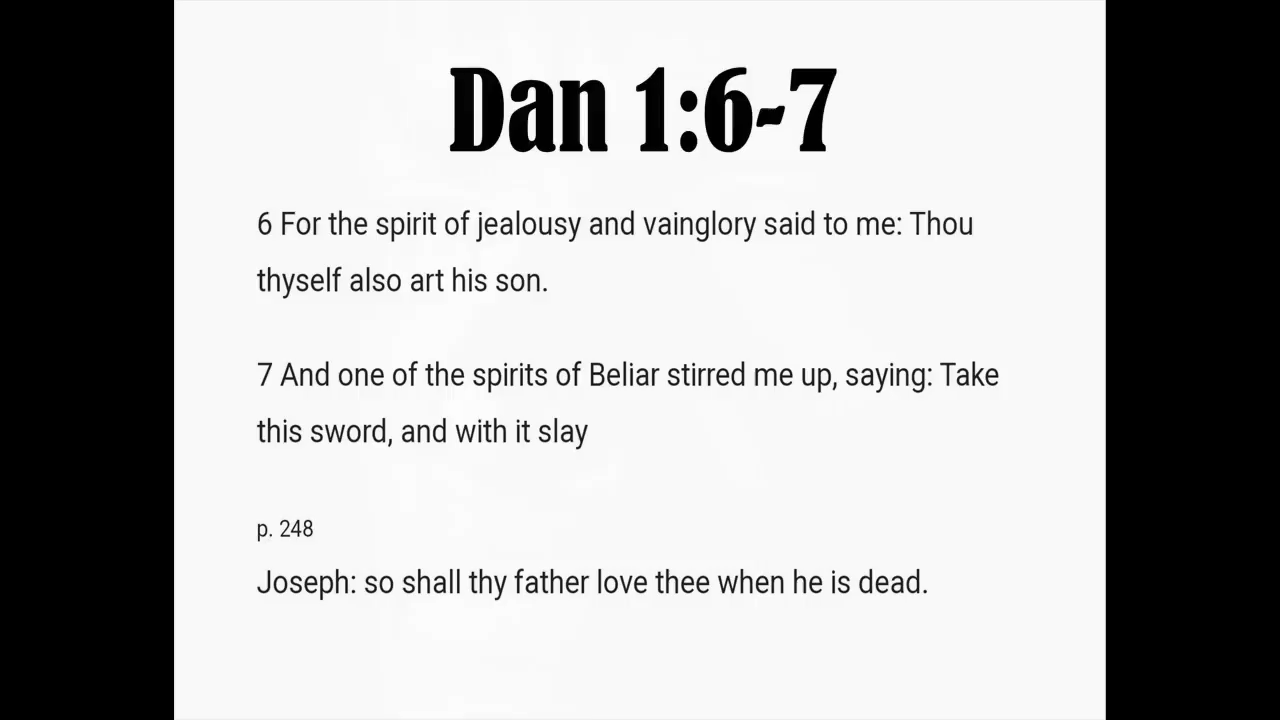 Dan 1:6-7
6 For the spirit of jealousy and vainglory said to me: Thou
thyself also art his son.
7 And one of the spirits of Beliar stirred me up, saying: Take
this sword, and with it slay
p. 248
Joseph: so shall thy father love thee when he is dead.